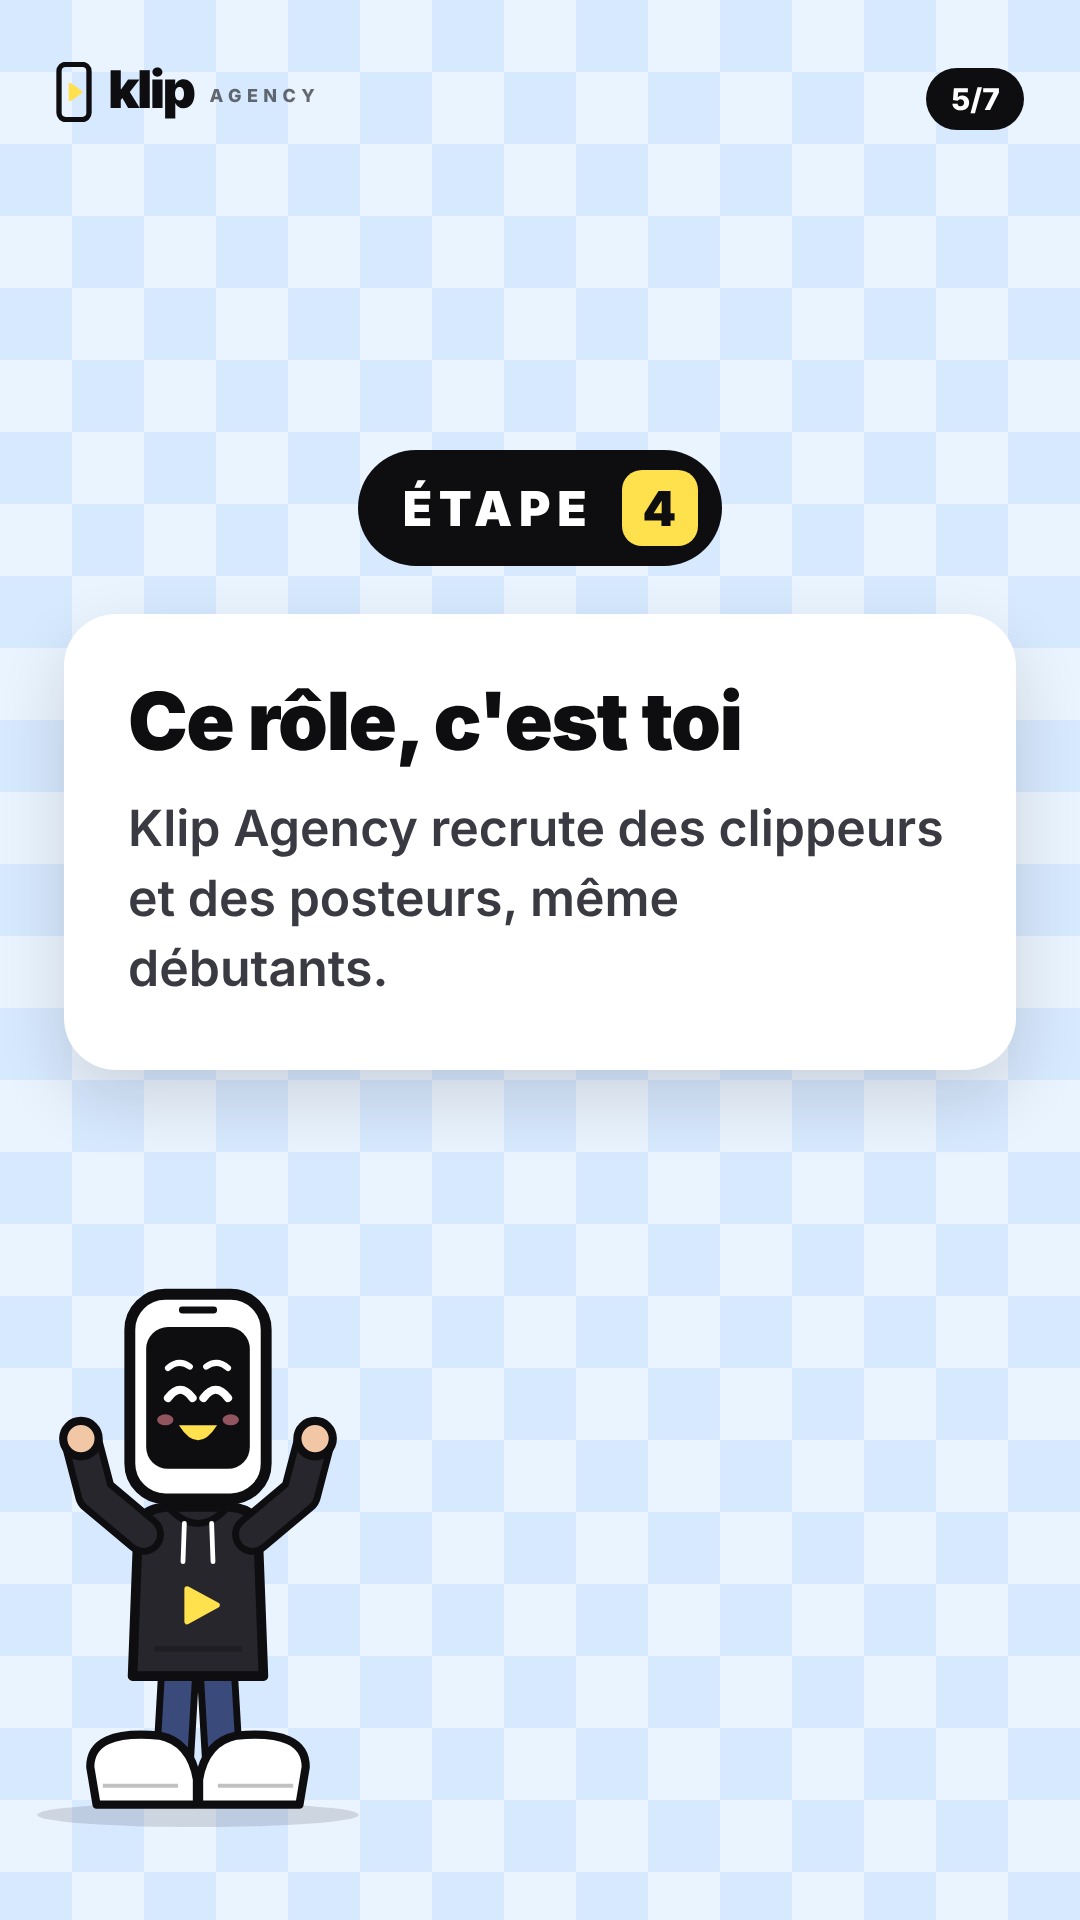 klip AGENCY
5/7
ÉTAPE 4
Ce rôle, c'est toi
Klip Agency recrute des clippeurs
et des posteurs, même
débutants.